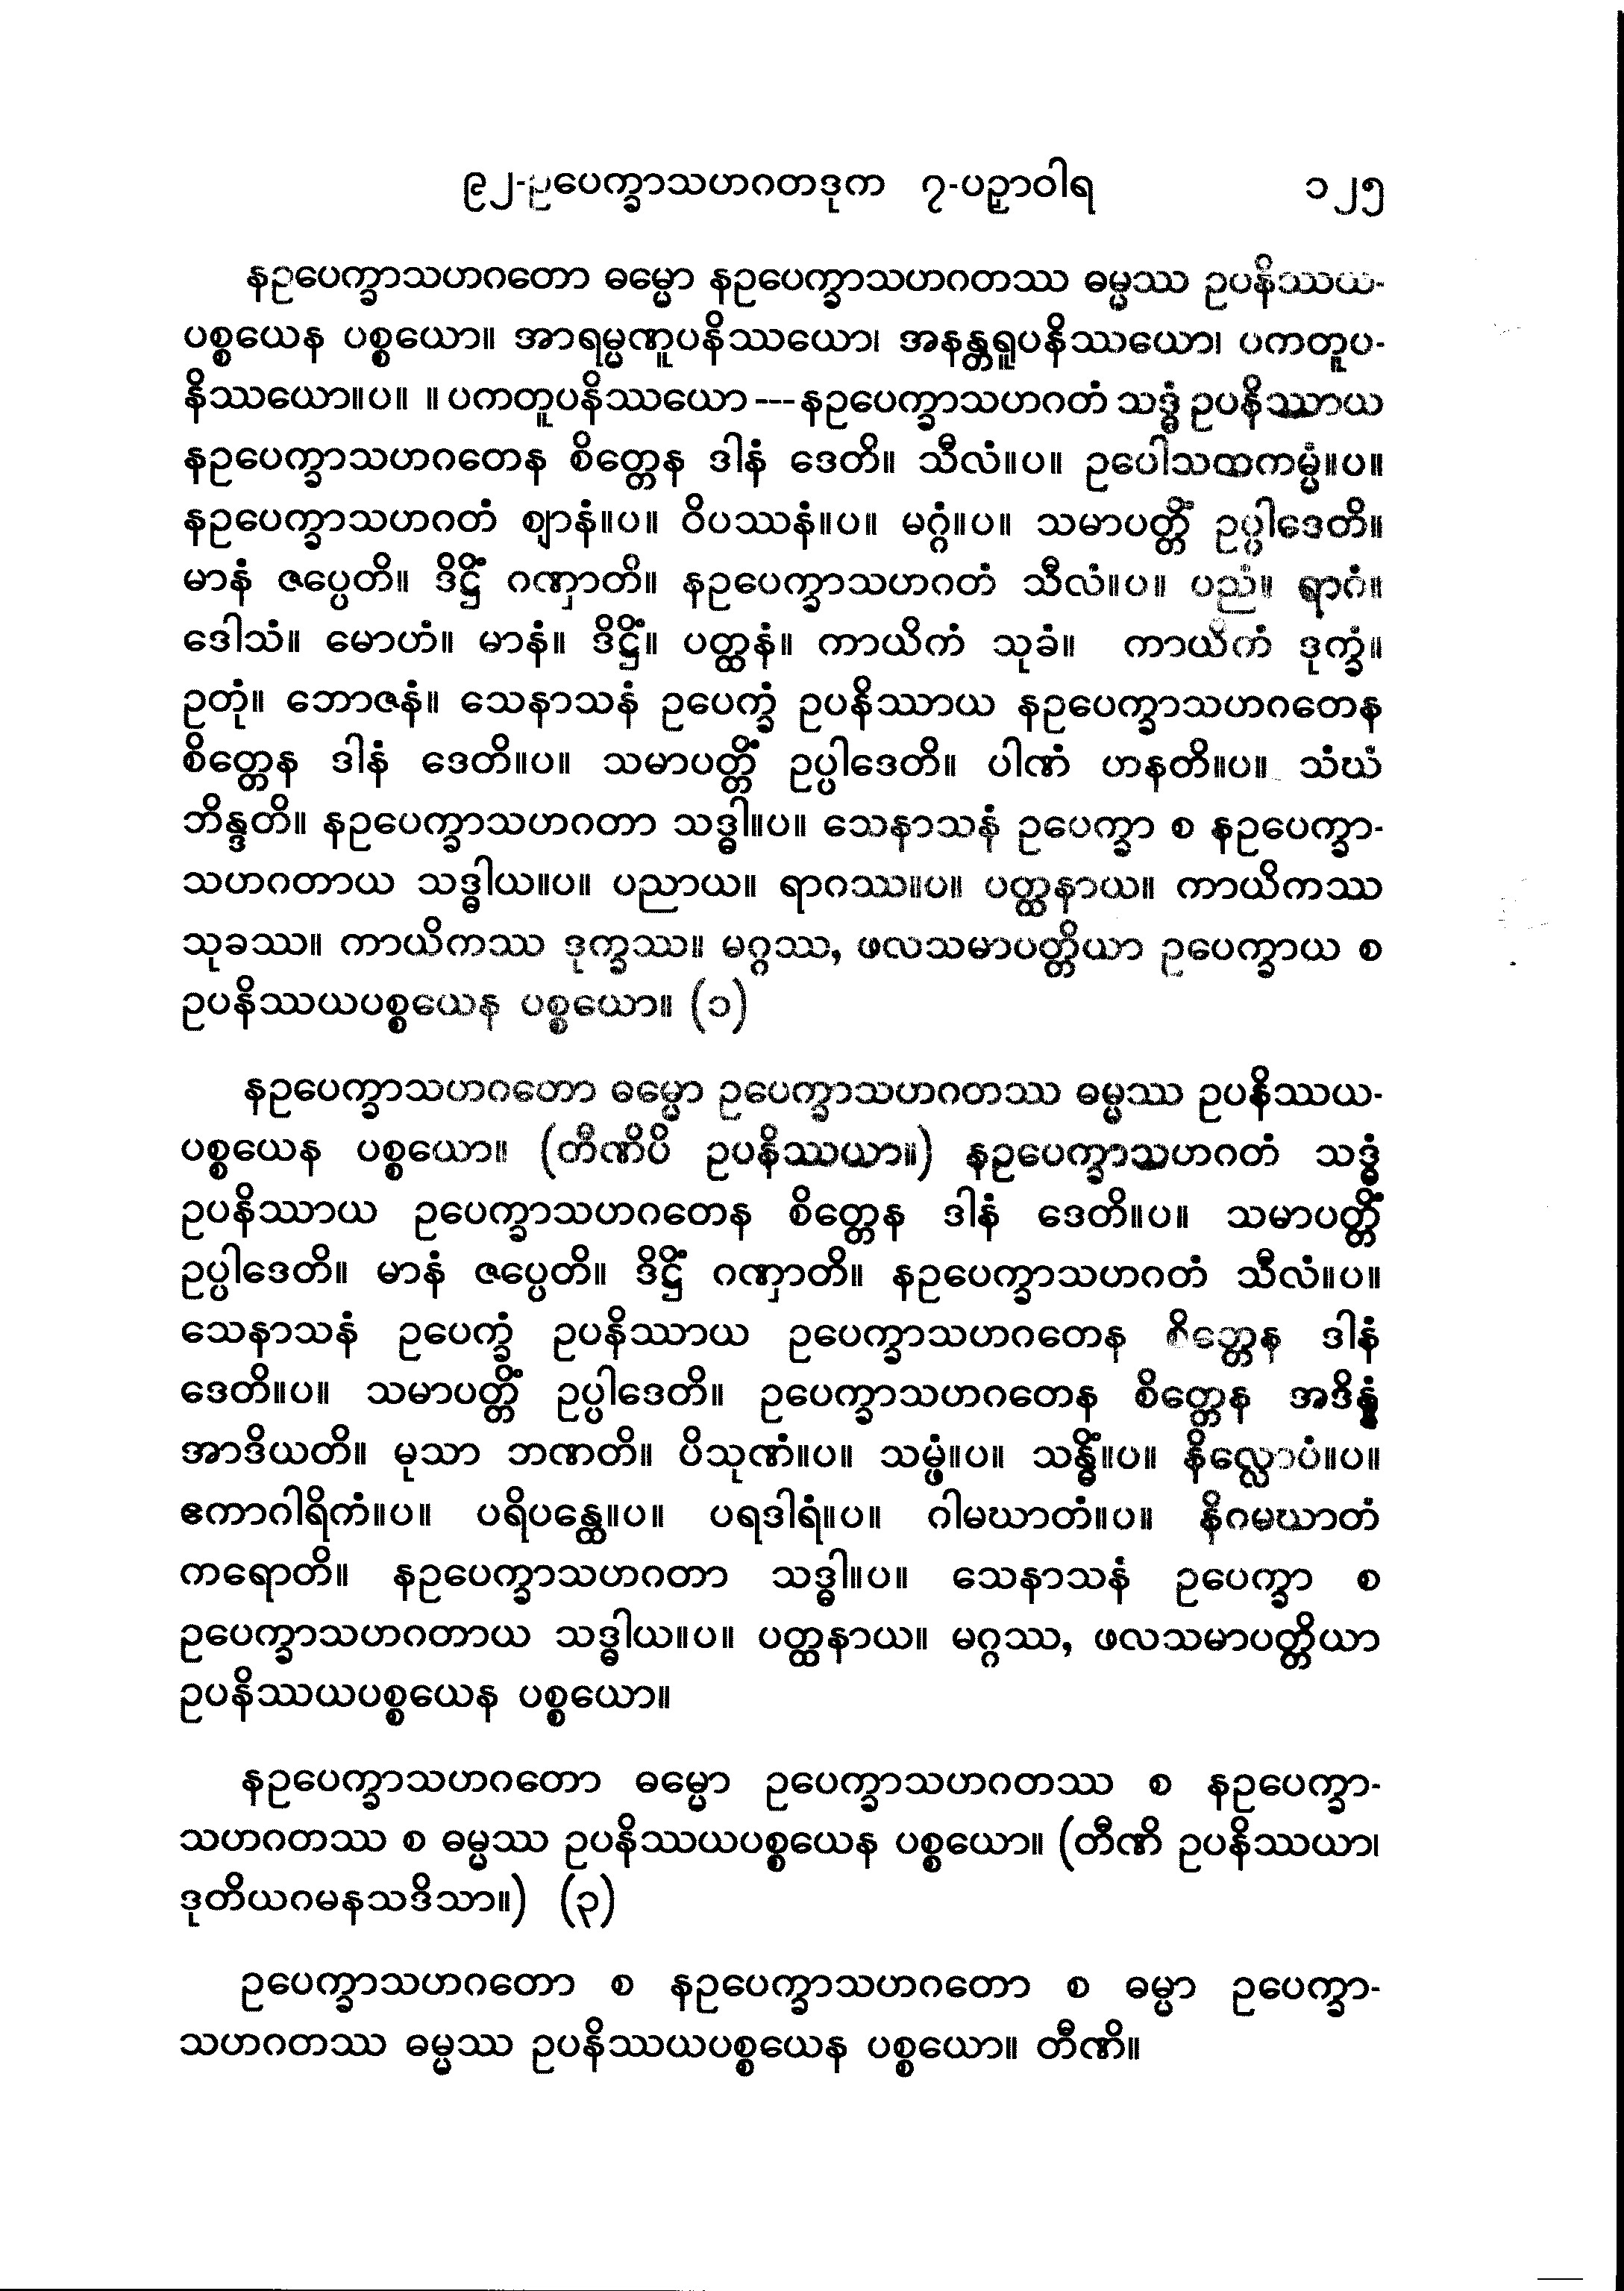 ၉၂-ဥပေက္ခာသဟဂတဒုက ၇-ပဉှာဝါရ ၁၂၅
နဥပေက္ခာသဟဂတော ဓမ္မော နဥပေက္ခာသဟဂတဿ ဓမ္မဿ ဥပနိဿယ-
ပစ္စယေန ပစ္စယော။ အာရမ္မဏူပနိဿယော၊ အနန္တရူပနိဿယော၊ ပကတူပ-
နိဿယော။ပ။ ။ ပကတူပနိဿယော --- နဥပေက္ခာသဟဂတံ သဒ္ဓံ ဥပနိဿာယ
နဥပေက္ခာသဟဂတေန စိတ္တေန ဒါနံ ဒေတိ။ သီလံ။ပ။ ဥပေါသထကမ္မံ။ပ။
နဥပေက္ခာသဟဂတံ ဈာနံ။ပ။ ဝိပဿနံ။ပ။ မဂ္ဂံ။ပ။ သမာပတ္တိံ ဥပ္ပါဒေတိ။
မာနံ ဇပ္ပေတိ။ ဒိဋ္ဌိံ ဂဏှာတိ။ နဥပေက္ခာသဟဂတံ သီလံ။ပ။ ပညံ။ ရာဂံ။
ဒေါသံ။ မောဟံ။ မာနံ။ ဒိဋ္ဌိံ။ ပတ္ထနံ။ ကာယိကံ သုခံ။ ကာယိကံ ဒုက္ခံ။
ဥတုံ။ ဘောဇနံ။ သေနာသနံ ဥပေက္ခံ ဥပနိဿာယ နဥပေက္ခာသဟဂတေန
စိတ္တေန ဒါနံ ဒေတိ။ပ။ သမာပတ္တိံ ဥပ္ပါဒေတိ။ ပါဏံ ဟနတိ။ပ။ သံဃံ
ဘိန္ဒတိ။ နဥပေက္ခာသဟဂတာ သဒ္ဓါ။ပ။ သေနာသနံ ဥပေက္ခာ စ နဥပေက္ခာ-
သဟဂတာယ သဒ္ဓါယ။ပ။ ပညာယ။ ရာဂဿ။ပ။ ပတ္ထနာယ။ ကာယိကဿ
သုခဿ။ ကာယိကဿ ဒုက္ခဿ။ မဂ္ဂဿ, ဖလသမာပတ္တိယာ ဥပေက္ခာယ စ
ဥပနိဿယပစ္စယေန ပစ္စယော။ (၁)
နဥပေက္ခာသဟဂတော ဓမ္မော ဥပေက္ခာသဟဂတဿ ဓမ္မဿ ဥပနိဿယ-
ပစ္စယေန ပစ္စယော။ (တီဏိပိ ဥပနိဿယာ။) နဥပေက္ခာသဟဂတံ သဒ္ဓံ
ဥပနိဿာယ ဥပေက္ခာသဟဂတေန စိတ္တေန ဒါနံ ဒေတိ။ပ။ သမာပတ္တိံ
ဥပ္ပါဒေတိ။ မာနံ ဇပ္ပေတိ။ ဒိဋ္ဌိံ ဂဏှာတိ။ နဥပေက္ခာသဟဂတံ သီလံ။ပ။
သေနာသနံ ဥပေက္ခံ ဥပနိဿာယ ဥပေက္ခာသဟဂတေန စိတ္တေန ဒါနံ
ဒေတိ။ပ။ သမာပတ္တိံ ဥပ္ပါဒေတိ။ ဥပေက္ခာသဟဂတေန စိတ္တေန အဒိန္နံ
အာဒိယတိ။ မုသာ ဘဏတိ။ ပိသုဏံ။ပ။ သမ္ဖံ။ပ။ သန္ဓိံ။ပ။ နိလ္လောပံ။ပ။
ဧကာဂါရိကံ။ပ။ ပရိပန္ထေ။ပ။ ပရဒါရံ။ပ။ ဂါမဃာတံ။ပ။ နိဂမဃာတံ
ကရောတိ။ နဥပေက္ခာသဟဂတာ သဒ္ဓါ။ပ။ သေနာသနံ ဥပေက္ခာ စ
ဥပေက္ခာသဟဂတာယ သဒ္ဓါယ။ပ။ ပတ္ထနာယ။ မဂ္ဂဿ, ဖလသမာပတ္တိယာ
ဥပနိဿယပစ္စယေန ပစ္စယော။
နဥပေက္ခာသဟဂတော ဓမ္မော ဥပေက္ခာသဟဂတဿ စ နဥပေက္ခာ-
သဟဂတဿ စ ဓမ္မဿ ဥပနိဿယပစ္စယေန ပစ္စယော။ (တီဏိ ဥပနိဿယာ၊
ဒုတိယဂမနသဒိသာ။) (၃)
ဥပေက္ခာသဟဂတော စ နဥပေက္ခာသဟဂတော စ ဓမ္မာ ဥပေက္ခာ-
သဟဂတဿ ဓမ္မဿ ဥပနိဿယပစ္စယေန ပစ္စယော။ တီဏိ။